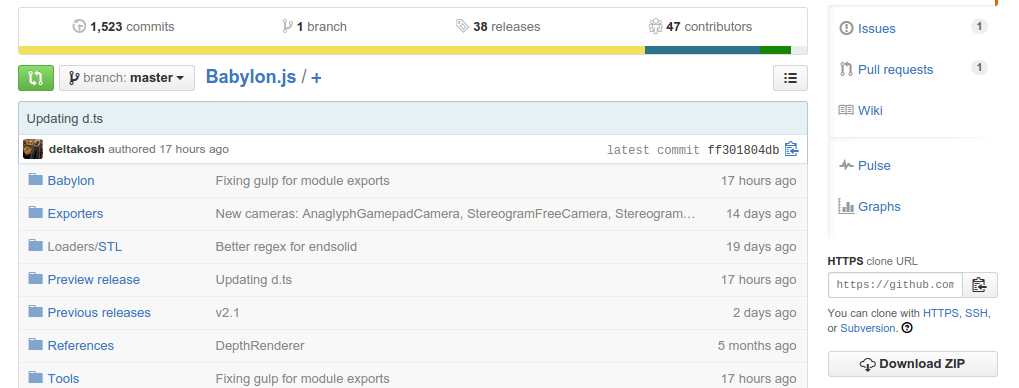 1,523 commits 1 branch 38 releases 47 contributors
branch: master Babylon.js / +
Updating d.ts
deltakosh authored 17 hours ago latest commit ff301804db
Babylon Fixing gulp for module exports 17 hours ago
Exporters New cameras: AnaglyphGamepadCamera, StereogramFreeCamera, Stereogram… 14 days ago
Loaders/STL Better regex for endsolid 19 days ago
Preview release Updating d.ts 17 hours ago
Previous releases v2.1 2 days ago
References DepthRenderer 5 months ago
Tools Fixing gulp for module exports 17 hours ago
Issues 1
Pull requests 1
Wiki
Pulse
Graphs
HTTPS clone URL
https://github.com
You can clone with HTTPS, SSH,
or Subversion.
Download ZIP